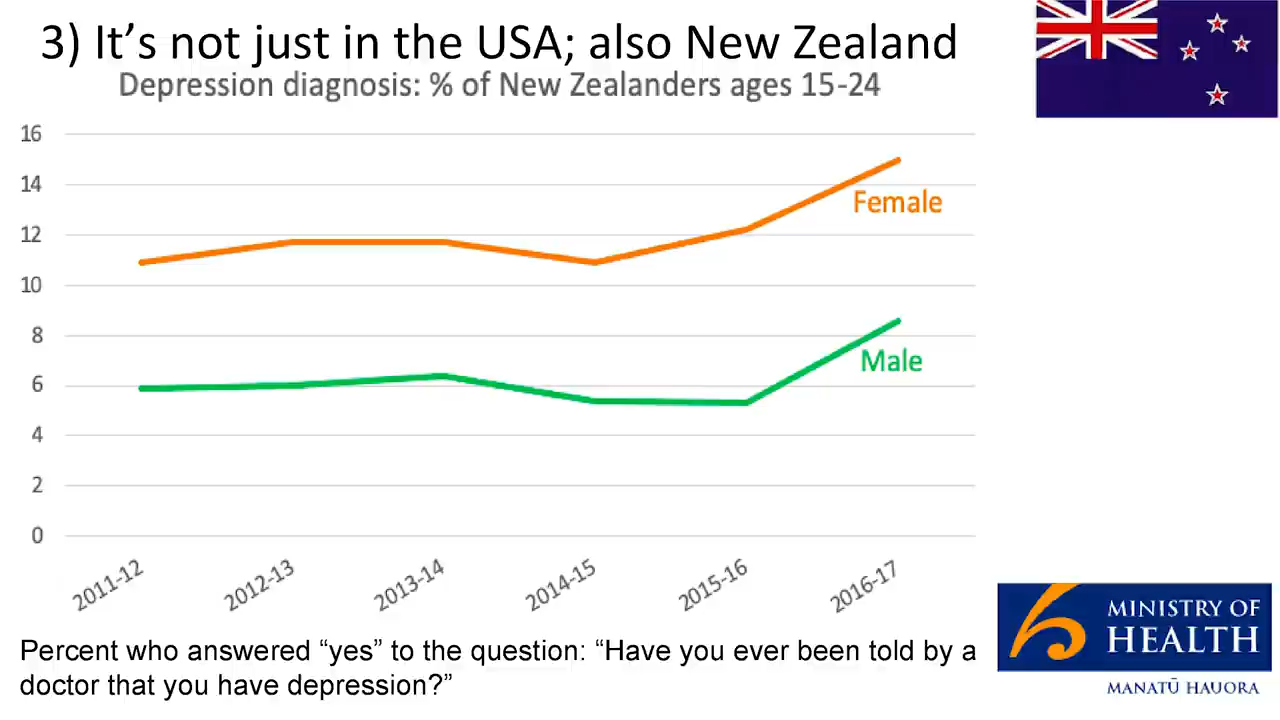 3) It’s not just in the USA; also New Zealand
Depression diagnosis: % of New Zealanders ages 15-24
16
14
12
10
8
6
4
2
0
Female
Male
2011-12
2012-13
2013-14
2014-15
2015-16
2016-17
Percent who answered “yes” to the question: “Have you ever been told by a
doctor that you have depression?”
MINISTRY OF
HEALTH
MANATŪ HAUORA